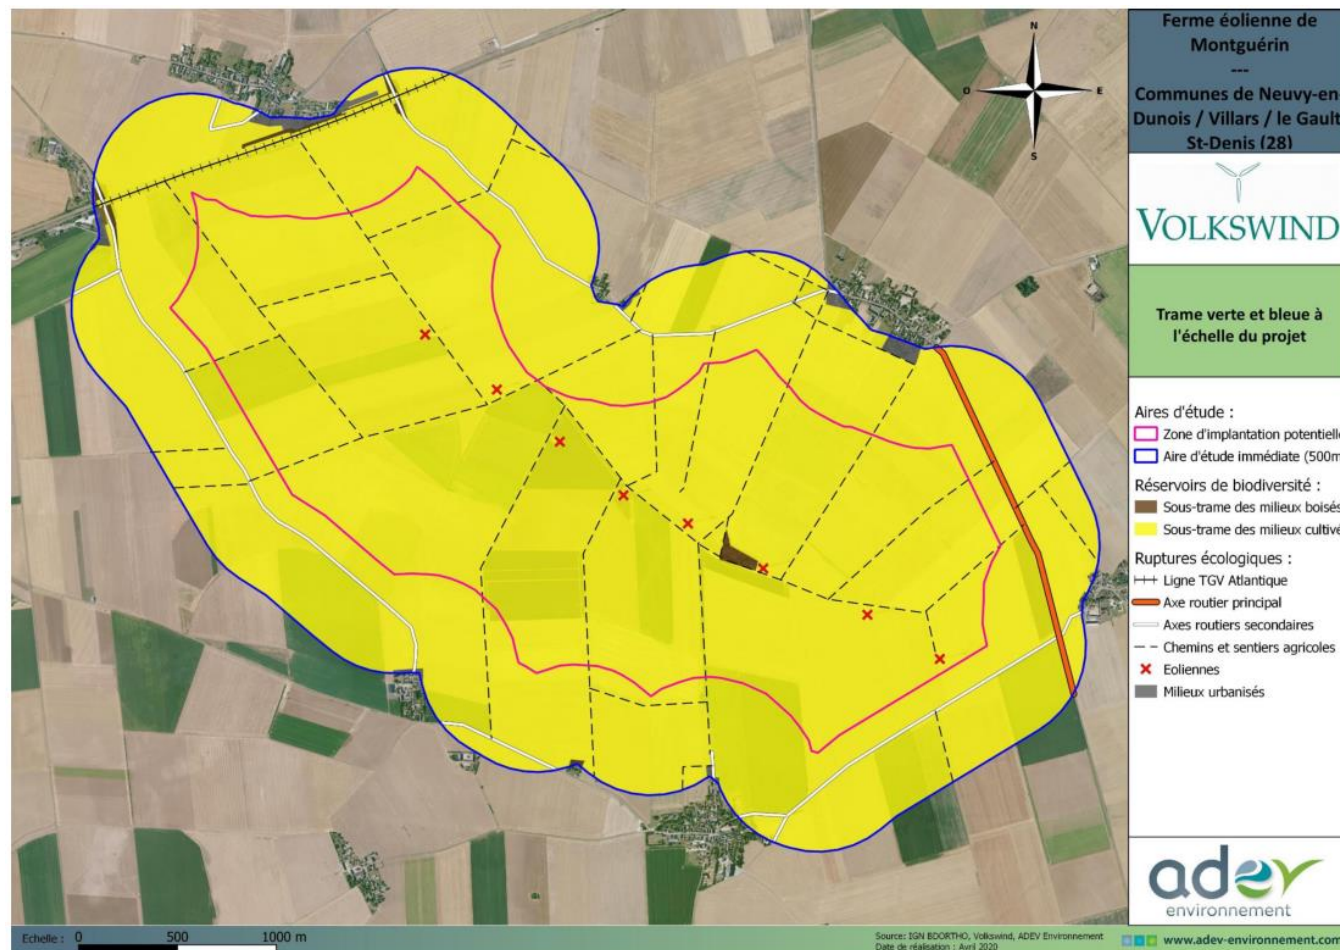 Ferme éolienne de
Montguérin
---
Communes de Neuvy-en
Dunois / Villars / le Gault
St-Denis (28)
N
O
E
S
VOLKSWIND
Trame verte et bleue à
l'échelle du projet
Aires d'étude :
Zone d'implantation potentielle
Aire d'étude immédiate (500m
Réservoirs de biodiversité :
Sous-trame des milieux boisés
Sous-trame des milieux cultivé
Ruptures écologiques :
Ligne TGV Atlantique
Axe routier principal
Axes routiers secondaires
Chemins et sentiers agricoles
Eoliennes
Milieux urbanisés
adev
environnement
Echelle : 0 500 1000 m
Source: IGN BDORTHO, Volkswind, ADEV Environnement
Date de réalisation : Avril 2020
www.adev-environnement.com